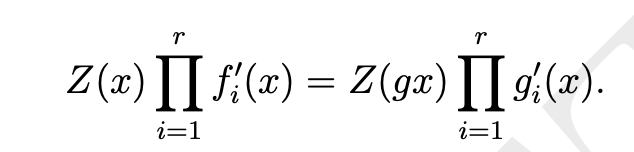 Z(x) \prod_{i=1}^{r} f_i'(x) = Z(gx) \prod_{i=1}^{r} g_i'(x).